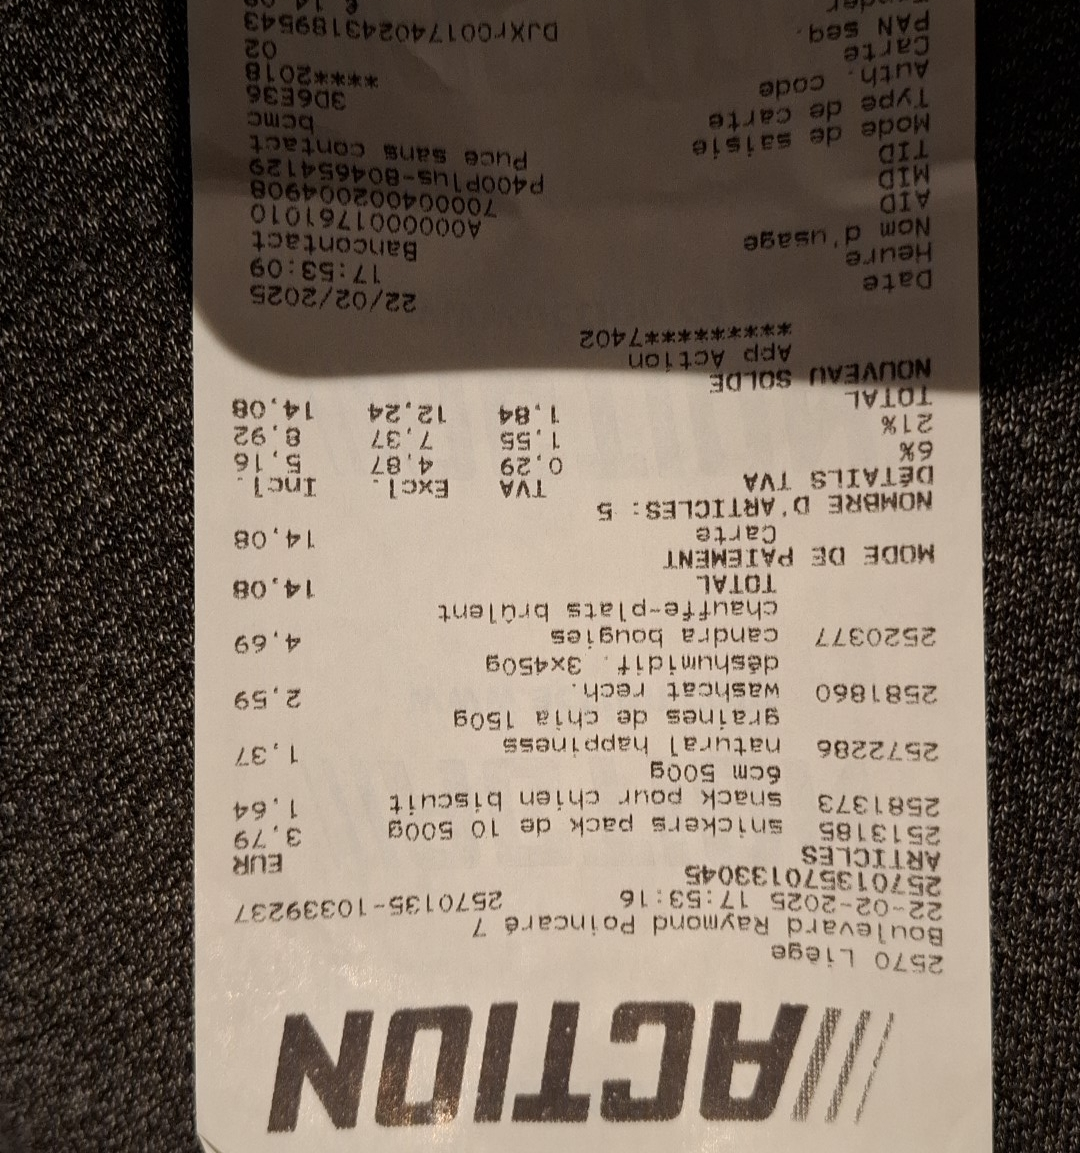 ACTION
2570 Liège
Boulevard Raymond Poincaré 7
22-02-2025 17:53:16 2570135-10339237
257013570133045
ARTICLES EUR
2513185 snickers pack de 10 500g 3,79
2581373 snack pour chien biscuit 1,64
6cm 500g
2572286 natural happiness 1,37
graines de chia 150g
2581860 washcat rech. 2,59
déshumidif. 3x450g
2520377 candra bougies 4,69
chauffe-plats brûlent
TOTAL 14,08
MODE DE PAIEMENT
Carte 14,08
NOMBRE D'ARTICLES: 5
DÉTAILS TVA TVA Excl. Incl.
6% 0,29 4,87 5,16
21% 1,55 7,37 8,92
TOTAL 1,84 12,24 14,08
NOUVEAU SOLDE
App Action
***********7402
Date 22/02/2025
Heure 17:53:09
Nom d'usage Bancontact
AID A0000001761010
MID 700004002004908
TID P400Plus-804654129
Mode de saisie Puce sans contact
Type de carte bcmc
Auth. code 3D6E36
Carte ****2018
PAN seq. 02
DJXr001740243189543